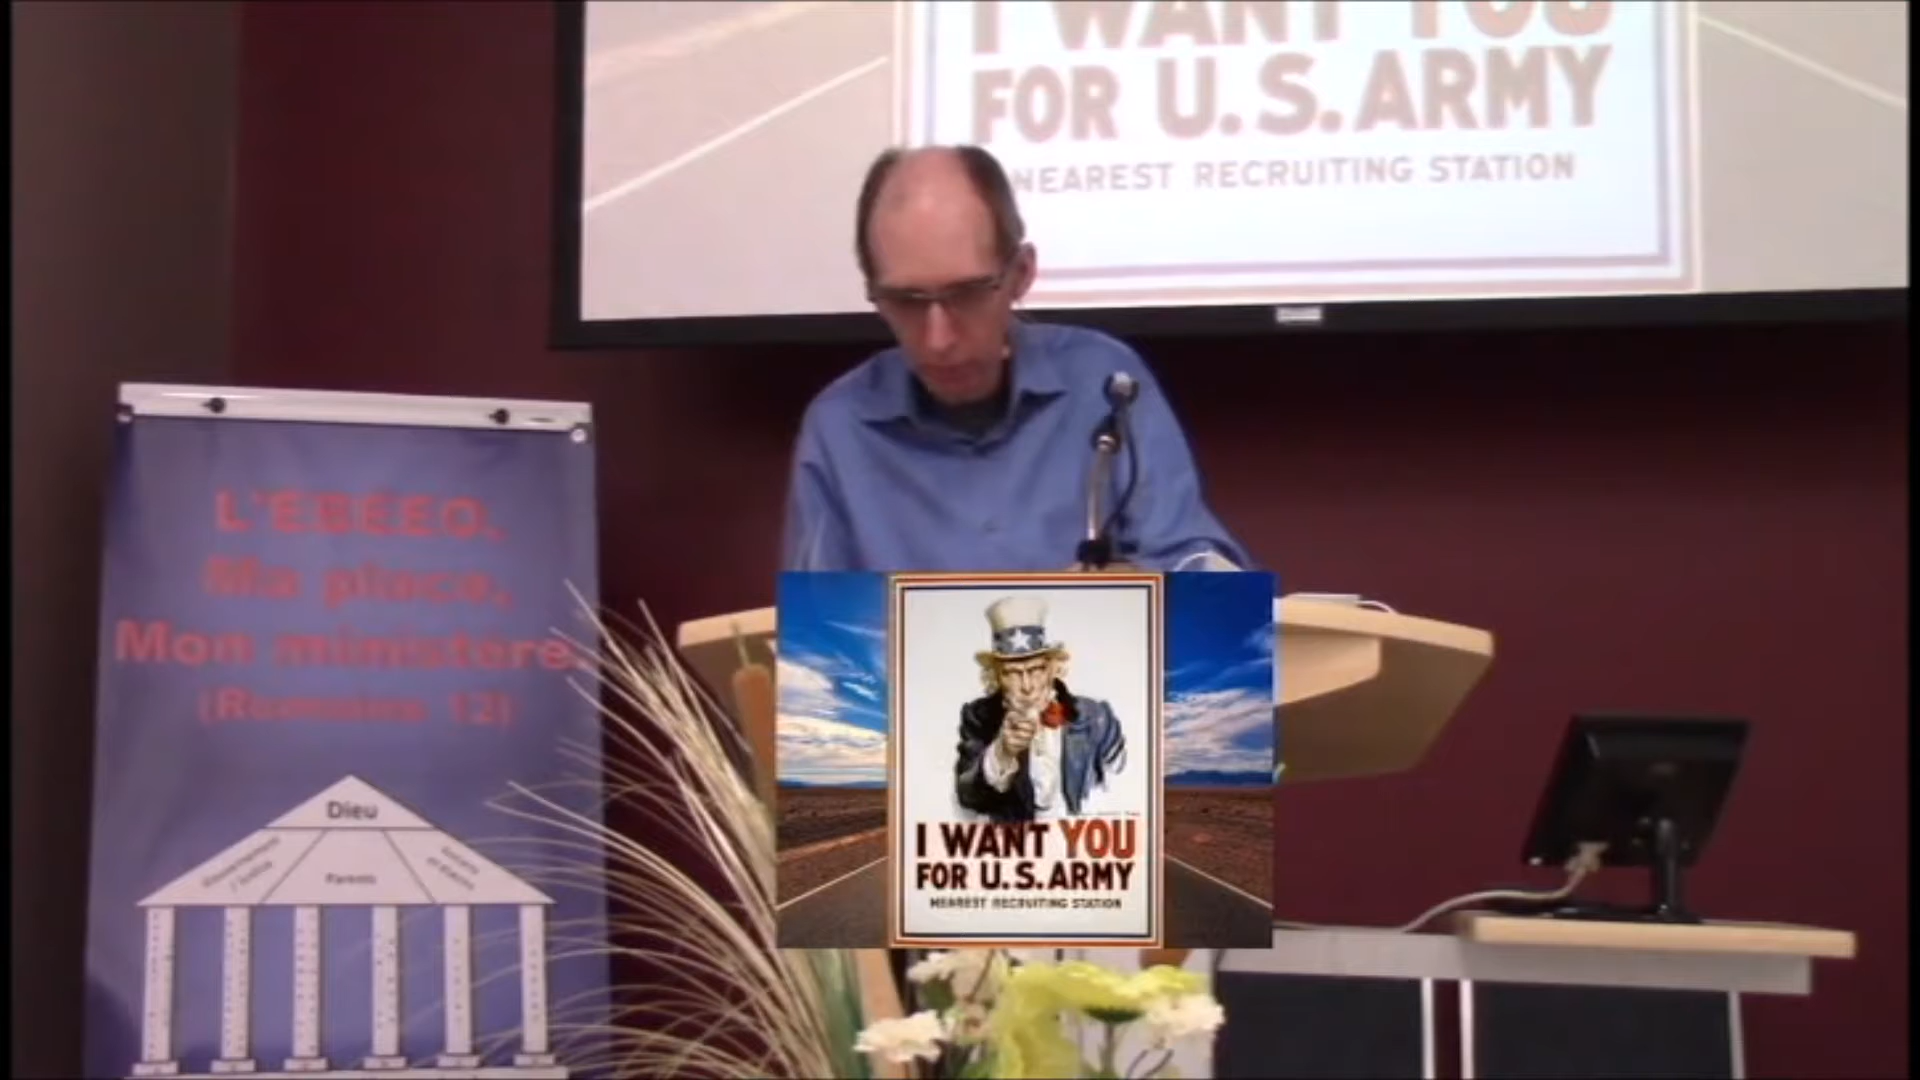 I WANT YOU
FOR U.S. ARMY
NEAREST RECRUITING STATION
L'EBEEO.
Ma place,
Mon ministère.
(Romains 12)
Dieu
Parents
I WANT YOU
FOR U.S. ARMY
NEAREST RECRUITING STATION